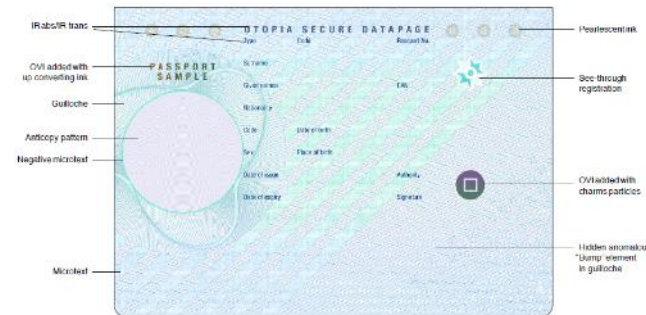 IRabs/IR trans
UTOPIA SECURE DATAPAGE
Pearlescent ink
Type Code Passport No.
OVI added with
up converting ink
PASSPORT
SAMPLE
Surname
See-through
registration
Given names
Guilloche
Nationality
Anticopy pattern
Code Date of birth
Negative microtext
Sex Place of birth
Date of issue Authority
OVI added with
charms particles
Date of expiry Signature
Hidden anomalous
"Bump" element
in guilloche
Microtext